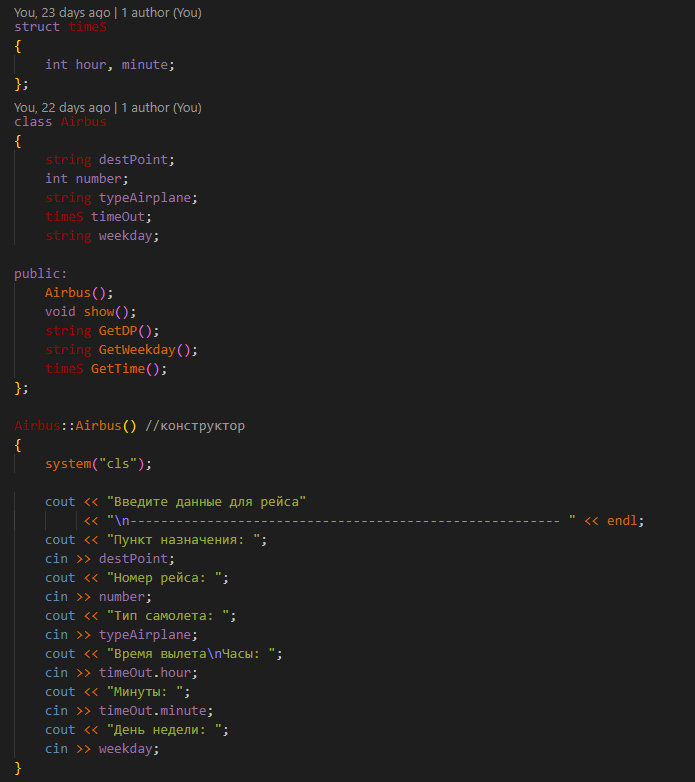 You, 23 days ago | 1 author (You)
struct timeS
{
    int hour, minute;
};
You, 22 days ago | 1 author (You)
class Airbus
{
    string destPoint;
    int number;
    string typeAirplane;
    timeS timeOut;
    string weekday;

public:
    Airbus();
    void show();
    string GetDP();
    string GetWeekday();
    timeS GetTime();
};

Airbus::Airbus() //конструктор
{
    system("cls");

    cout << "Введите данные для рейса"
         << "\n-------------------------------------------------------- " << endl;
    cout << "Пункт назначения: ";
    cin >> destPoint;
    cout << "Номер рейса: ";
    cin >> number;
    cout << "Тип самолета: ";
    cin >> typeAirplane;
    cout << "Время вылета\nЧасы: ";
    cin >> timeOut.hour;
    cout << "Минуты: ";
    cin >> timeOut.minute;
    cout << "День недели: ";
    cin >> weekday;
}